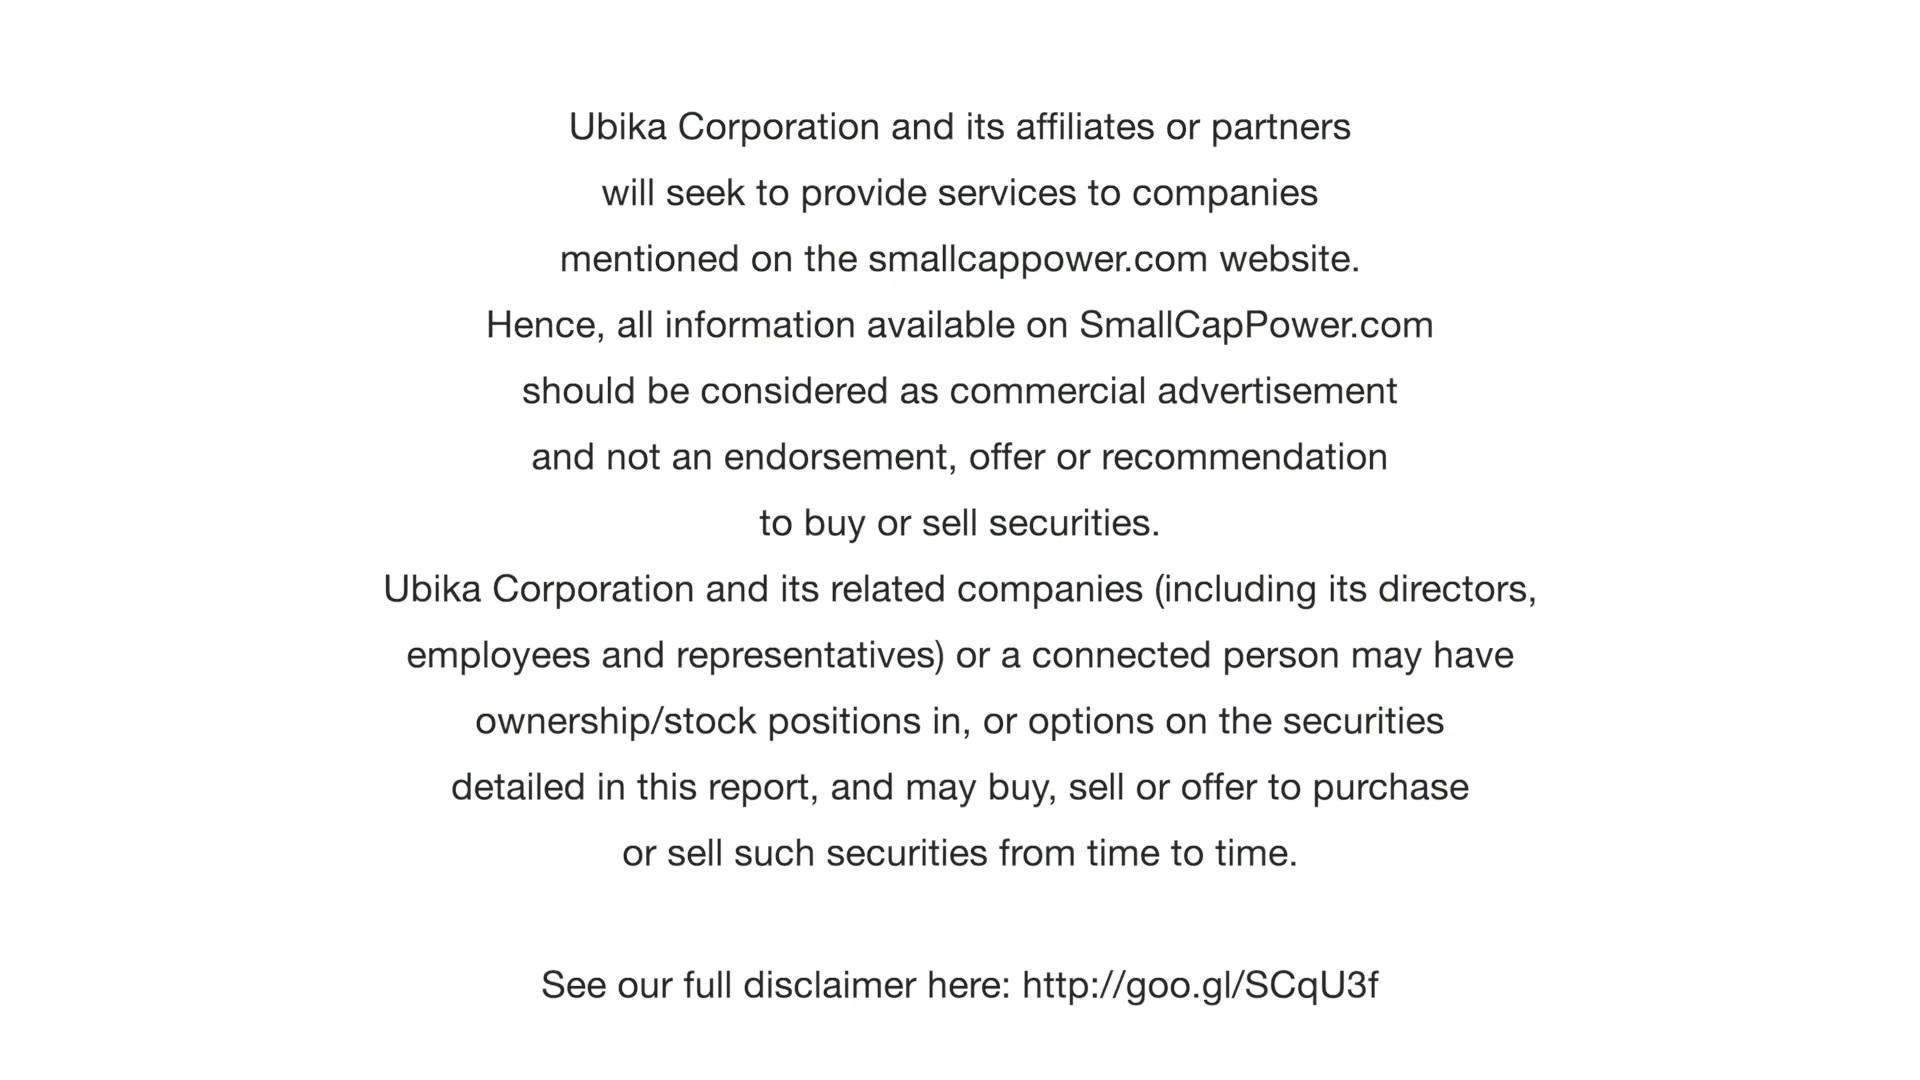 Ubika Corporation and its affiliates or partners
will seek to provide services to companies
mentioned on the smallcappower.com website.
Hence, all information available on SmallCapPower.com
should be considered as commercial advertisement
and not an endorsement, offer or recommendation
to buy or sell securities.
Ubika Corporation and its related companies (including its directors,
employees and representatives) or a connected person may have
ownership/stock positions in, or options on the securities
detailed in this report, and may buy, sell or offer to purchase
or sell such securities from time to time.
See our full disclaimer here: http://goo.gl/SCqU3f